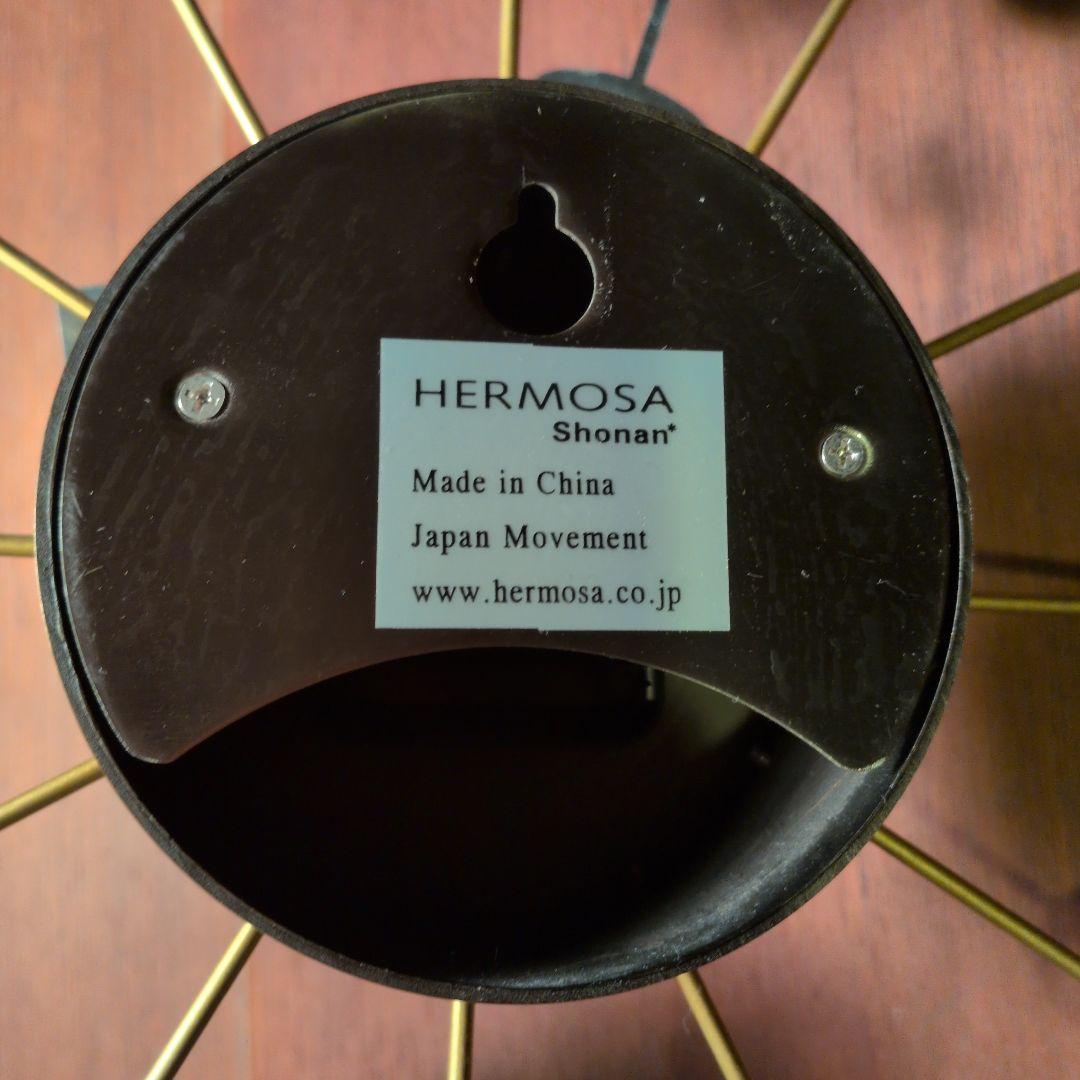 HERMOSA
Shonan*
Made in China
Japan Movement
www.hermosa.co.jp